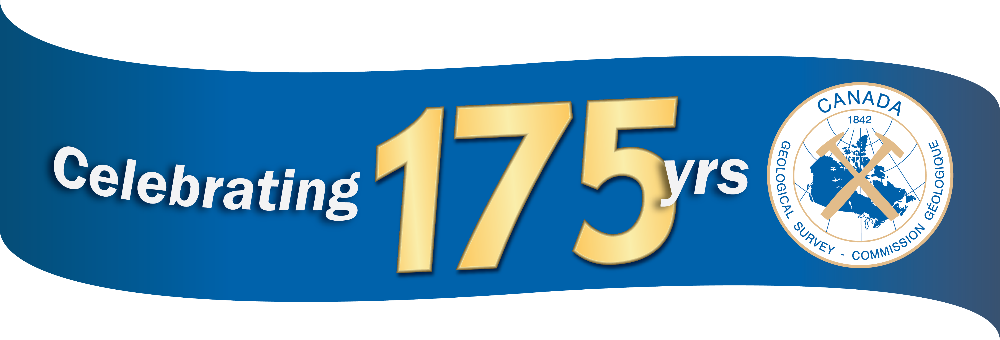 Celebrating 175 yrs
CANADA
1842
GEOLOGICAL SURVEY - COMMISSION GÉOLOGIQUE